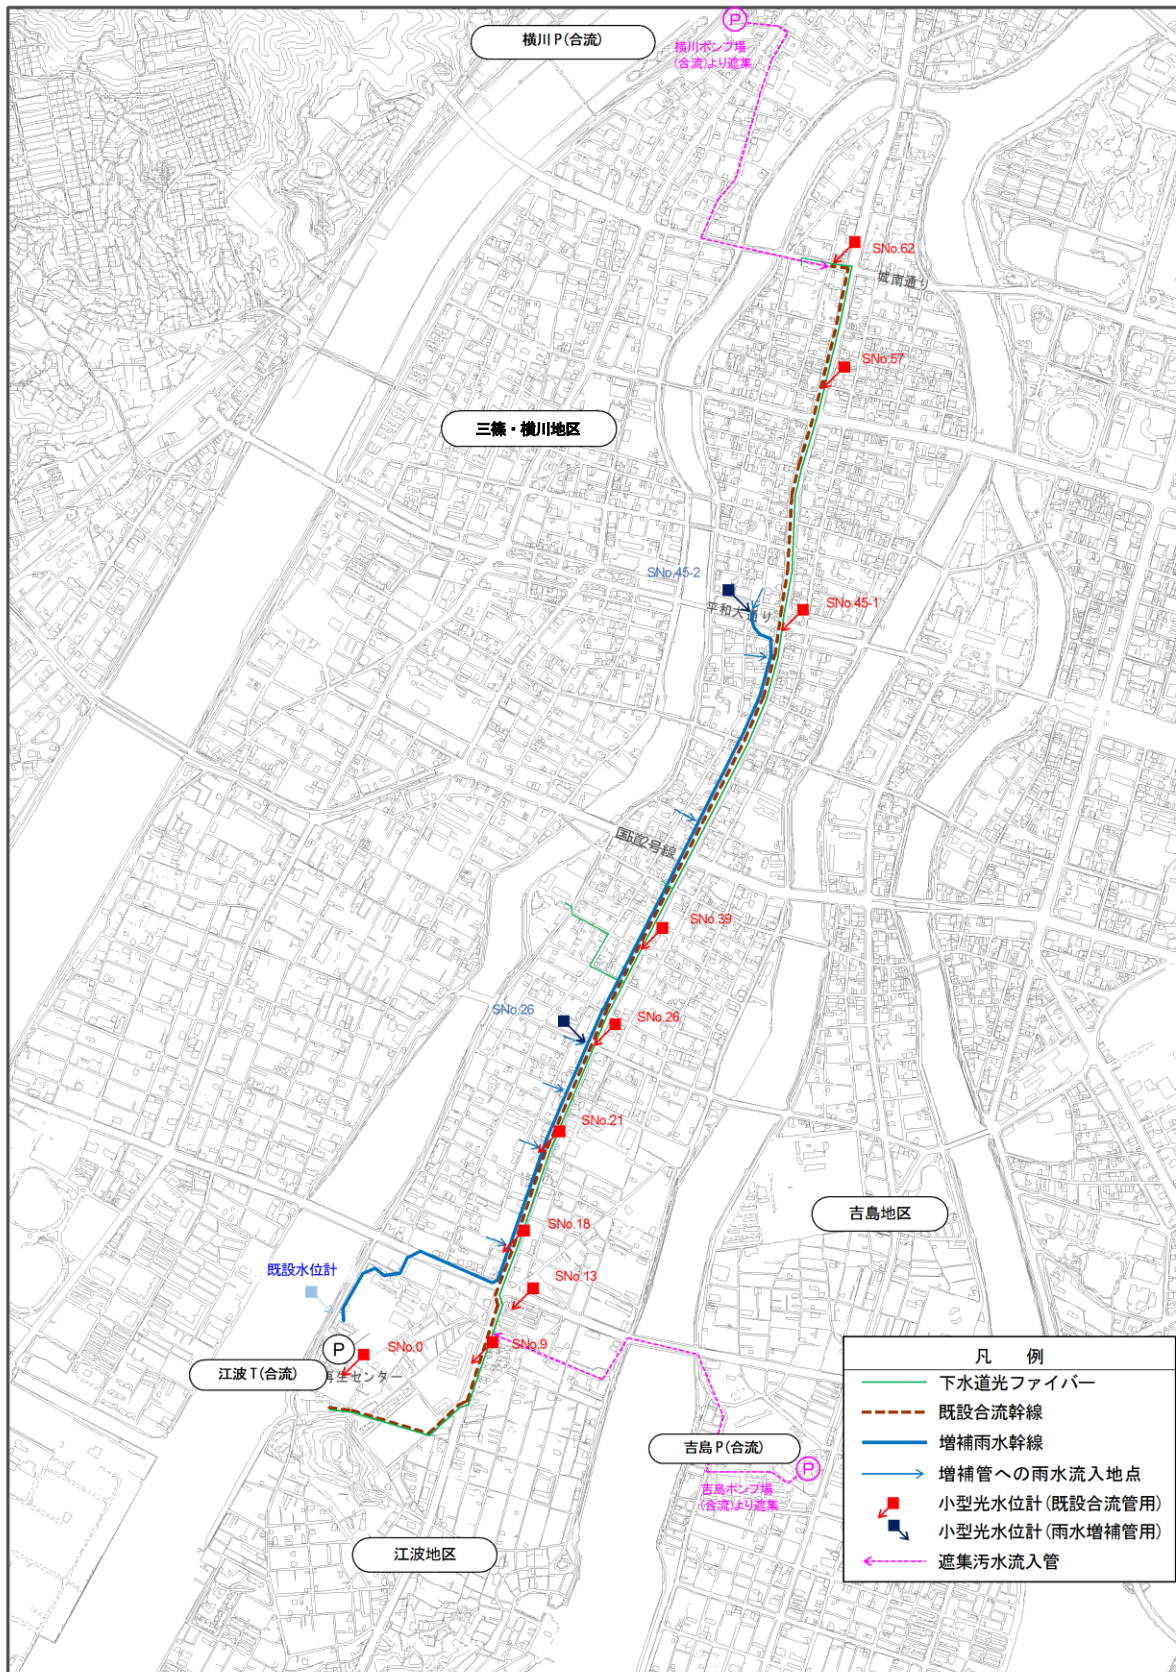 横川P(合流)
横川ポンプ場
(合流)より遮集
SNo.62
城南通り
SNo.57
三篠・横川地区
SNo.45-2
平和大通り
SNo.45-1
国道2号線
SNo.39
SNo.26
SNo.26
SNo.21
吉島地区
SNo.18
既設水位計
SNo.13
SNo.9
SNo.0
江波T(合流)
再生センター
吉島P(合流)
吉島ポンプ場
(合流)より遮集
江波地区
凡 例
下水道光ファイバー
既設合流幹線
増補雨水幹線
増補管への雨水流入地点
小型光水位計(既設合流管用)
小型光水位計(雨水増補管用)
遮集汚水流入管
P
P
P